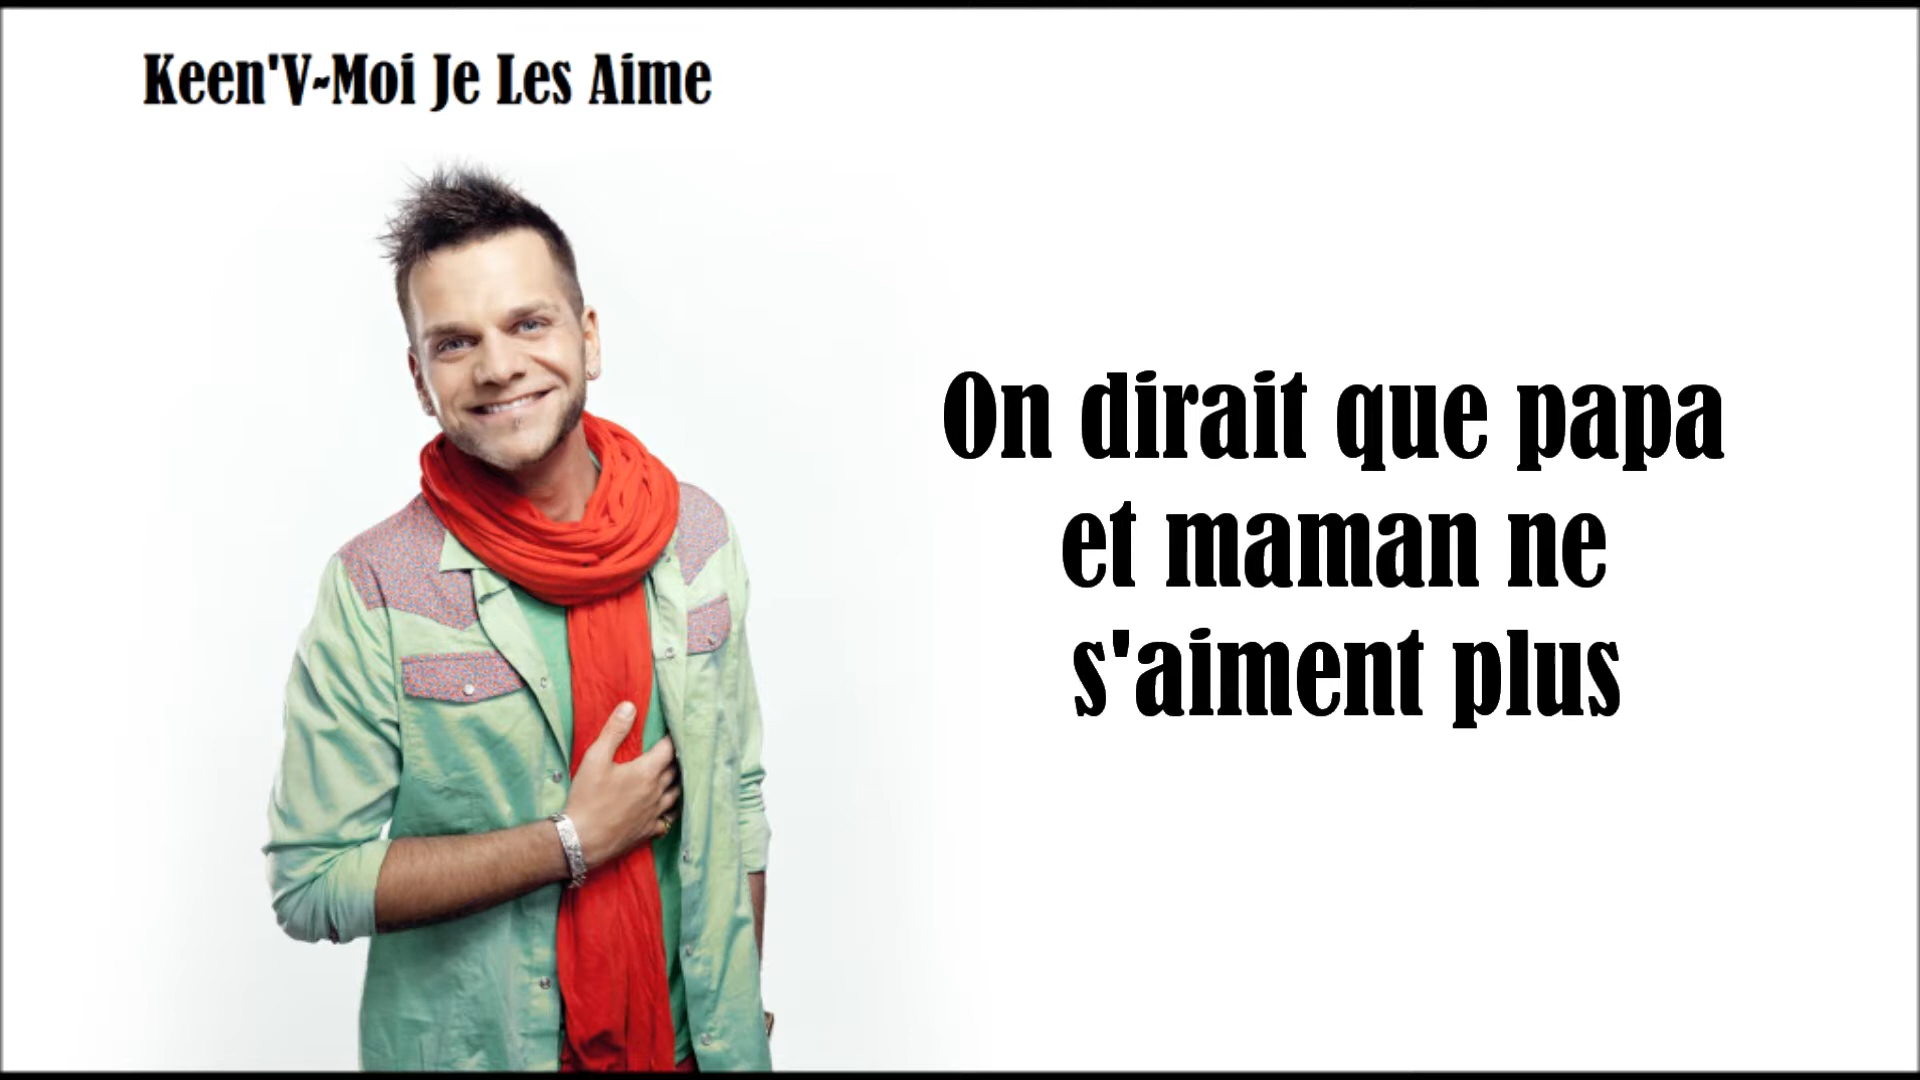 Keen'V~Moi Je Les Aime
On dirait que papa
et maman ne
s'aiment plus